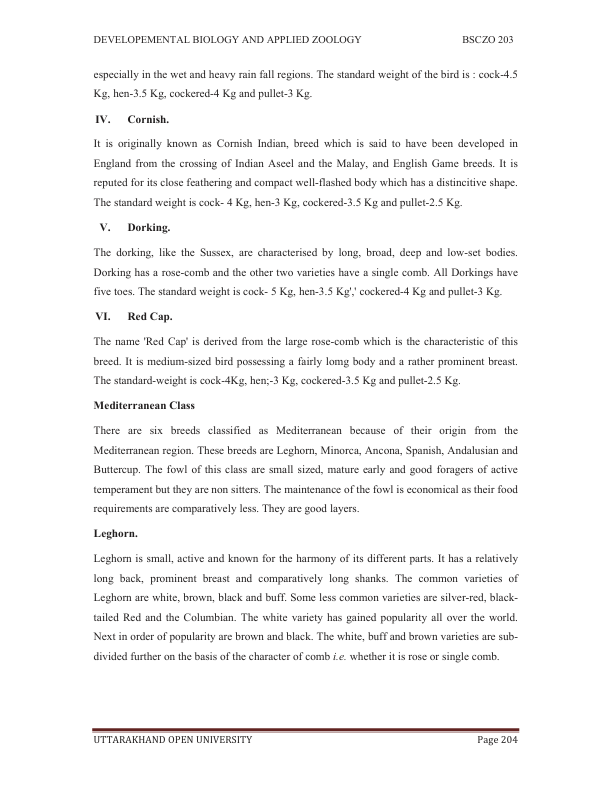 DEVELOPEMENTAL BIOLOGY AND APPLIED ZOOLOGY BSCZO 203
especially in the wet and heavy rain fall regions. The standard weight of the bird is : cock-4.5
Kg, hen-3.5 Kg, cockered-4 Kg and pullet-3 Kg.
IV. Cornish.
It is originally known as Cornish Indian, breed which is said to have been developed in
England from the crossing of Indian Aseel and the Malay, and English Game breeds. It is
reputed for its close feathering and compact well-flashed body which has a distincitive shape.
The standard weight is cock- 4 Kg, hen-3 Kg, cockered-3.5 Kg and pullet-2.5 Kg.
V. Dorking.
The dorking, like the Sussex, are characterised by long, broad, deep and low-set bodies.
Dorking has a rose-comb and the other two varieties have a single comb. All Dorkings have
five toes. The standard weight is cock- 5 Kg, hen-3.5 Kg',' cockered-4 Kg and pullet-3 Kg.
VI. Red Cap.
The name 'Red Cap' is derived from the large rose-comb which is the characteristic of this
breed. It is medium-sized bird possessing a fairly lomg body and a rather prominent breast.
The standard-weight is cock-4Kg, hen;-3 Kg, cockered-3.5 Kg and pullet-2.5 Kg.
Mediterranean Class
There are six breeds classified as Mediterranean because of their origin from the
Mediterranean region. These breeds are Leghorn, Minorca, Ancona, Spanish, Andalusian and
Buttercup. The fowl of this class are small sized, mature early and good foragers of active
temperament but they are non sitters. The maintenance of the fowl is economical as their food
requirements are comparatively less. They are good layers.
Leghorn.
Leghorn is small, active and known for the harmony of its different parts. It has a relatively
long back, prominent breast and comparatively long shanks. The common varieties of
Leghorn are white, brown, black and buff. Some less common varieties are silver-red, black-
tailed Red and the Columbian. The white variety has gained popularity all over the world.
Next in order of popularity are brown and black. The white, buff and brown varieties are sub-
divided further on the basis of the character of comb i.e. whether it is rose or single comb.
UTTARAKHAND OPEN UNIVERSITY Page 204